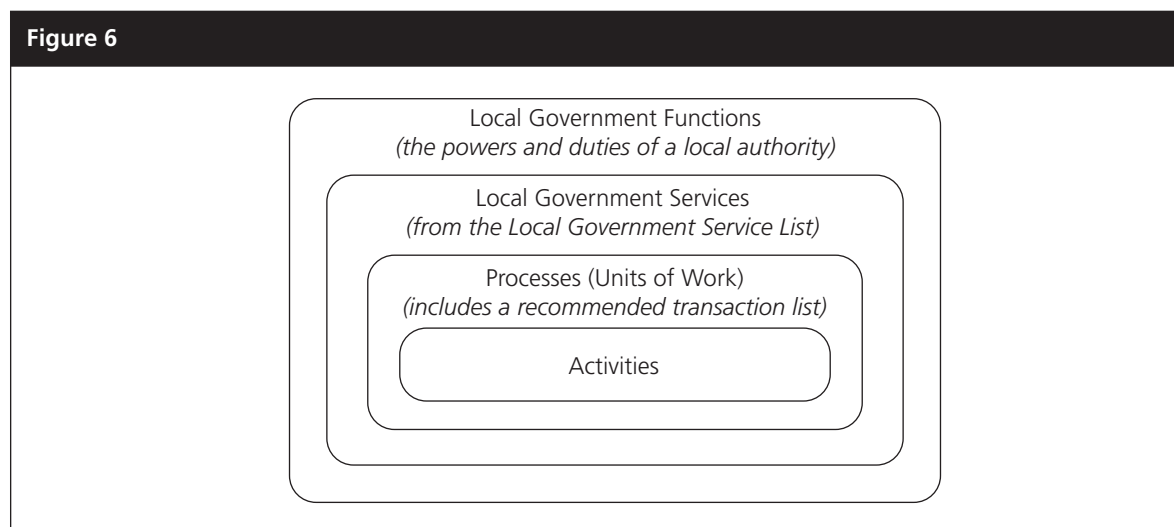 Figure 6
Local Government Functions
(the powers and duties of a local authority)
Local Government Services
(from the Local Government Service List)
Processes (Units of Work)
(includes a recommended transaction list)
Activities